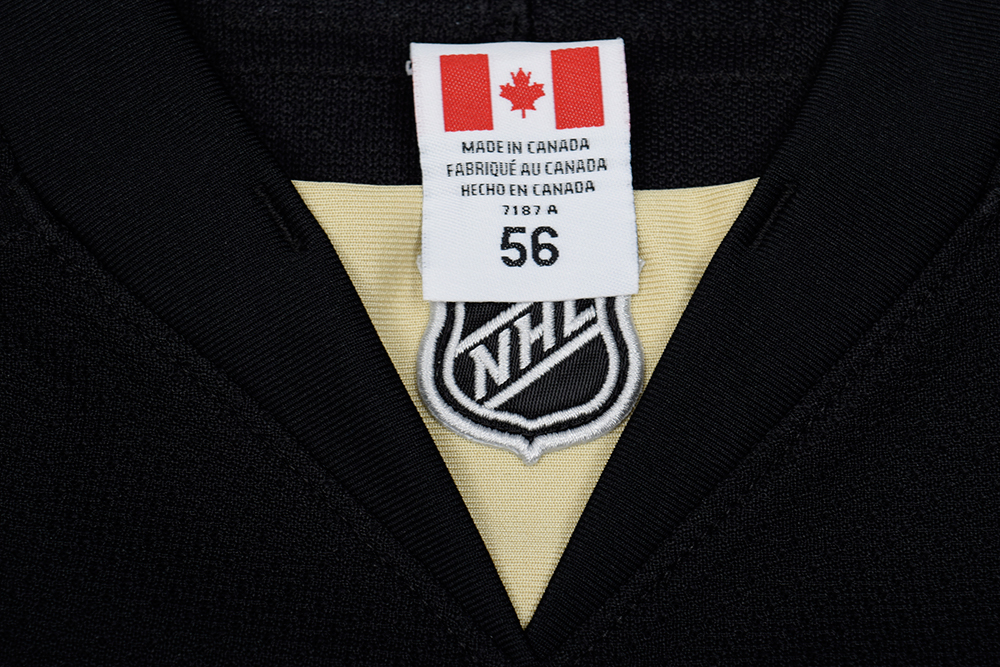 MADE IN CANADA
FABRIQUÉ AU CANADA
HECHO EN CANADA
7187 A
56
NHL